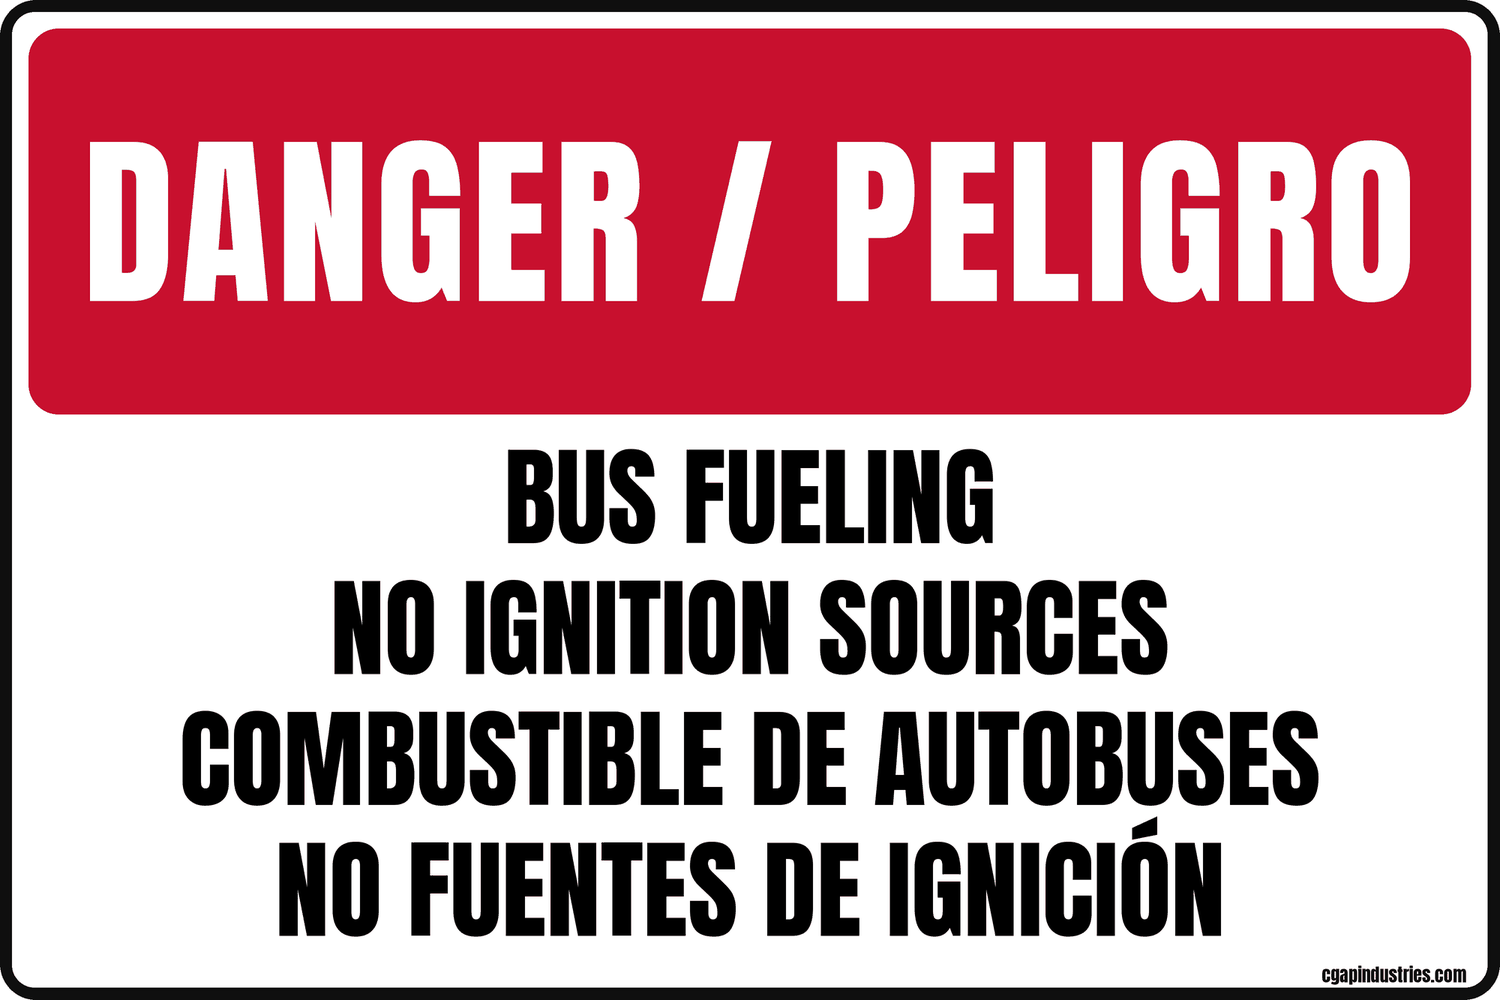 DANGER / PELIGRO
BUS FUELING
NO IGNITION SOURCES
COMBUSTIBLE DE AUTOBUSES
NO FUENTES DE IGNICIÓN
cgapindustries.com